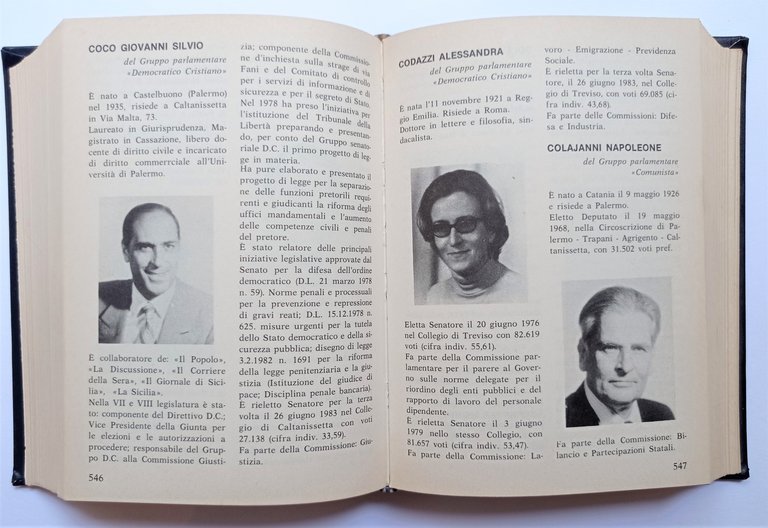 COCO GIOVANNI SILVIO
del Gruppo parlamentare
«Democratico Cristiano»
È nato a Castelbuono (Palermo)
nel 1935, risiede a Caltanissetta
in Via Malta, 73.
Laureato in Giurisprudenza. Ma-
gistrato in Cassazione, libero do-
cente di diritto civile e incaricato
di diritto commerciale all'Uni-
versità di Palermo.
È collaboratore de: «Il Popolo»,
«La Discussione», «Il Corriere
della Sera», «Il Giornale di Sici-
lia», «La Sicilia».
Nella VII e VIII legislatura è sta-
to: componente del Direttivo D.C.;
Vice Presidente della Giunta per
le elezioni e le autorizzazioni a
procedere; responsabile del Grup-
po D.C. alla Commissione Giusti-
546
zia; componente della Commissio-
ne d'inchiesta sulla strage di via
Fani e del Comitato di controllo
per i servizi di informazione e di
sicurezza e per il segreto di Stato.
Nel 1978 ha preso l'iniziativa per
l'istituzione del Tribunale della
Libertà preparando e presentan-
do, per conto del Gruppo senato-
riale D.C. il primo progetto di leg-
ge in materia.
Ha pure elaborato e presentato il
progetto di legge per la separazio-
ne delle funzioni pretorili requi-
renti e giudicanti la riforma degli
uffici mandamentali e l'aumento
delle competenze civili e penali
del pretore.
È stato relatore delle principali
iniziative legislative approvate dal
Senato per la difesa dell'ordine
democratico (D.L. 21 marzo 1978
n. 59). Norme penali e processuali
per la prevenzione e repressione
di gravi reati; D.L. 15.12.1978 n.
625. misure urgenti per la tutela
dello Stato democratico e della si-
curezza pubblica; disegno di legge
3.2.1982 n. 1691 per la riforma
della legge penitenziaria e la giu-
stizia (Istituzione del giudice di
pace; Disciplina penale bancaria).
È rieletto Senatore per la terza
volta il 26 giugno 1983 nel Colle-
gio di Caltanissetta con voti
27.138 (cifra indiv. 33,59).
Fa parte della Commissione: Giu-
stizia.
CODAZZI ALESSANDRA
del Gruppo parlamentare
«Democratico Cristiano»
È nata l'11 novembre 1921 a Reg-
gio Emilia. Risiede a Roma.
Dottore in lettere e filosofia, sin-
dacalista.
Eletta Senatore il 20 giugno 1976
nel Collegio di Treviso con 82.619
voti (cifra indiv. 55,61).
Fa parte della Commissione par-
lamentare per il parere al Gover-
no sulle norme delegate per il
riordino degli enti pubblici e del
rapporto di lavoro del personale
dipendente.
È rieletta Senatore il 3 giugno
1979 nello stesso Collegio, con
81.657 voti (cifra indiv. 53,47).
Fa parte della Commissione: La-
voro - Emigrazione - Previdenza
Sociale.
È rieletta per la terza volta Sena-
tore, il 26 giugno 1983, nel Colle-
gio di Treviso, con voti 69.085 (ci-
fra indiv. 43,68).
Fa parte delle Commissioni: Dife-
sa e Industria.
COLAJANNI NAPOLEONE
del Gruppo parlamentare
«Comunista»
È nato a Catania il 9 maggio 1926
e risiede a Palermo.
Eletto Deputato il 19 maggio
1968, nella Circoscrizione di Pa-
lermo - Trapani - Agrigento - Cal-
tanissetta, con 31.502 voti pref.
Fa parte della Commissione: Bi-
lancio e Partecipazioni Statali.
547